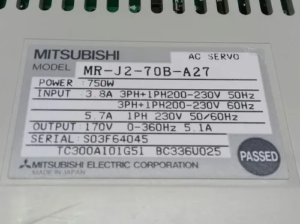 MITSUBISHI AC SERVO
MODEL MR-J2-70B-A27
POWER :750W
INPUT :3.8A 3PH+1PH200-230V 50Hz
3PH+1PH200-230V 60Hz
5.7A 1PH 230V 50/60Hz
OUTPUT :170V 0-360Hz 5.1A
SERIAL: S03F64045
TC300A101G51 BC336U025
MITSUBISHI ELECTRIC CORPORATION
MADE IN JAPAN
PASSED